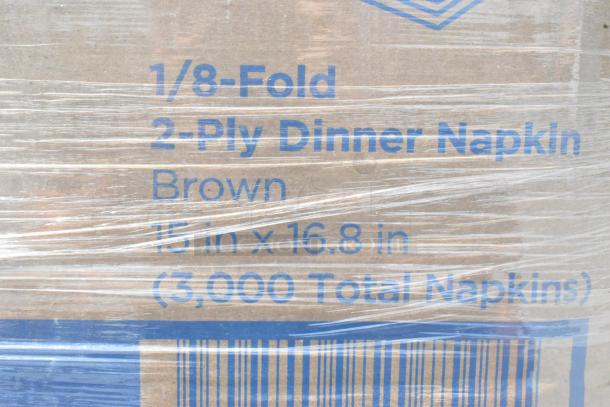 1/8-Fold
2-Ply Dinner Napkin
Brown
15 in x 16.8 in
(3,000 Total Napkins)